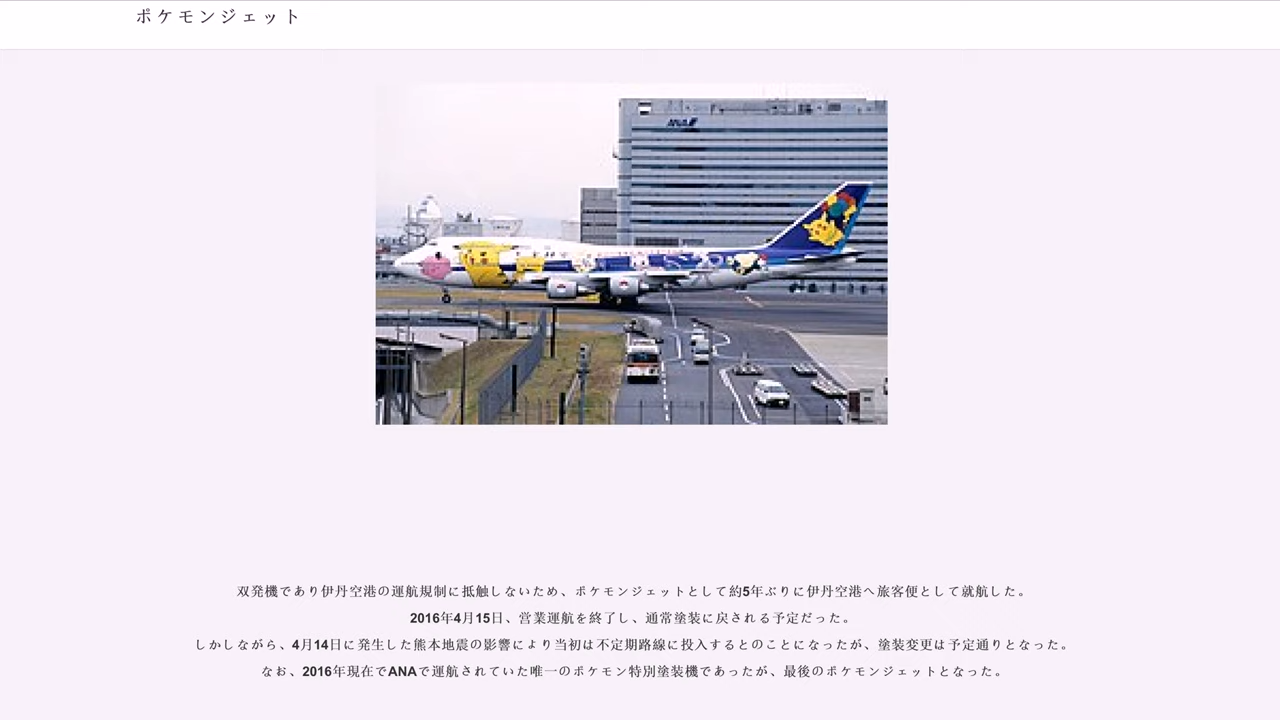 ポケモンジェット
ANA
双発機であり伊丹空港の運航規制に抵触しないため、ポケモンジェットとして約5年ぶりに伊丹空港へ旅客便として就航した。
2016年4月15日、営業運航を終了し、通常塗装に戻される予定だった。
しかしながら、4月14日に発生した熊本地震の影響により当初は不定期路線に投入するとのことになったが、塗装変更は予定通りとなった。
なお、2016年現在でANAで運航されていた唯一のポケモン特別塗装機であったが、最後のポケモンジェットとなった。